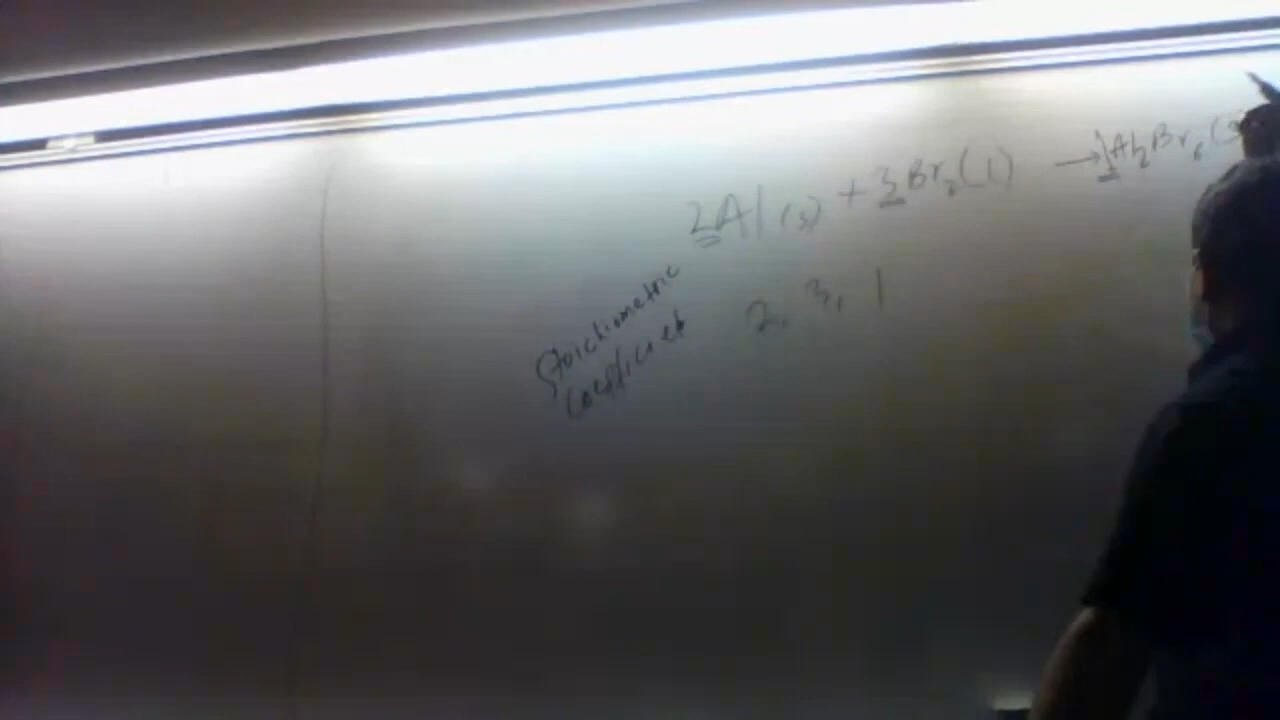 2Al(s) + 3Br₂(l) → 1Al₂Br₆(s
Stoichiometric 2, 3, 1
Coefficient